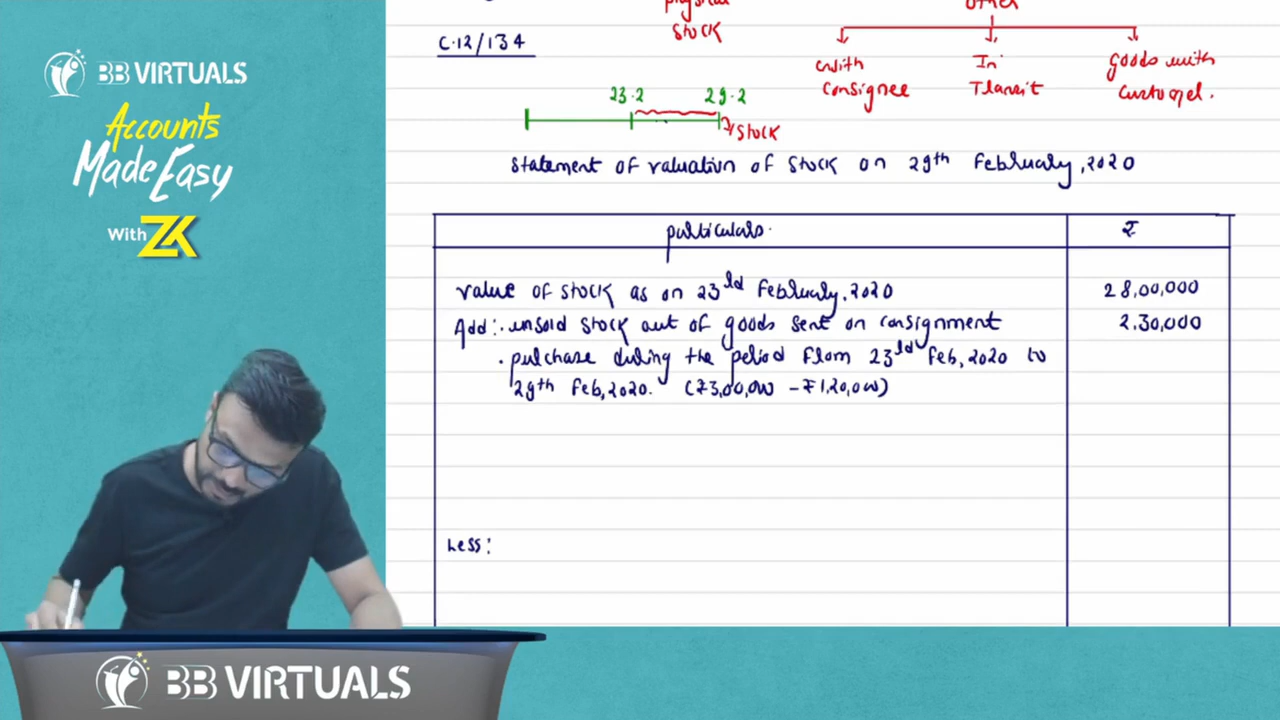 physical
stock
other
C.12/134
with
Consignee
In
Transit
goods with
customer.
23.2
29.2
stock
BB VIRTUALS
Accounts
Made Easy
With ZK
Statement of valuation of stock on 29th February, 2020
particulars.
₹
value of stock as on 23rd February, 2020
28,00,000
Add: . unsold stock out of goods sent on consignment
2,30,000
. purchase during the period from 23rd Feb, 2020 to
29th Feb, 2020. (₹3,00,000 - ₹1,20,000)
Less:
BB VIRTUALS